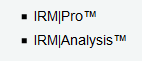 ▪ IRM|Pro™
▪ IRM|Analysis™